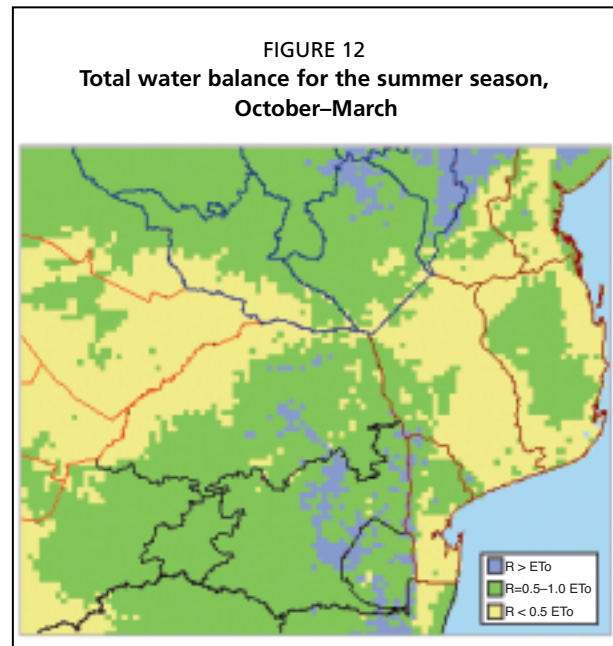 FIGURE 12
Total water balance for the summer season,
October–March
R > ETo
R=0.5–1.0 ETo
R < 0.5 ETo